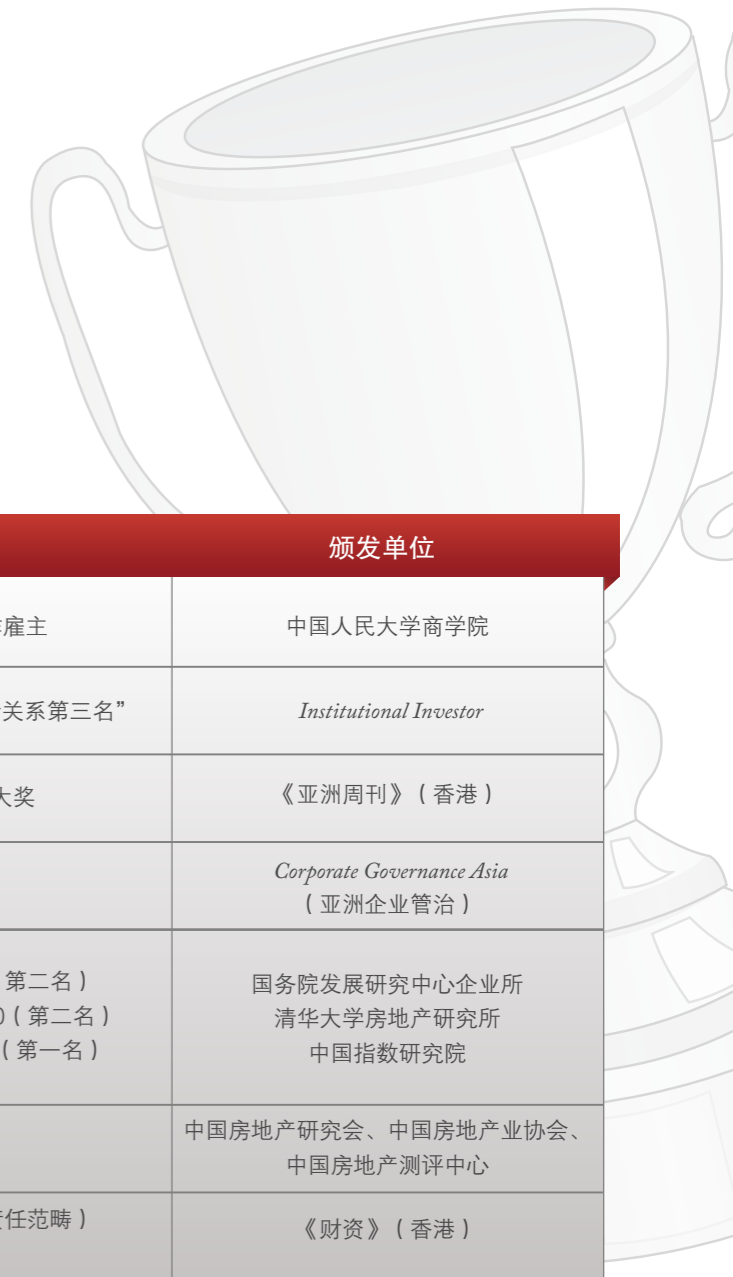 颁发单位
雇主
中国人民大学商学院
关系第三名”
Institutional Investor
大奖
《亚洲周刊》(香港)
Corporate Governance Asia
(亚洲企业管治)
第二名)
0(第二名)
(第一名)
国务院发展研究中心企业所
清华大学房地产研究所
中国指数研究院
中国房地产研究会、中国房地产业协会、
中国房地产测评中心
任范畴)
《财资》(香港)